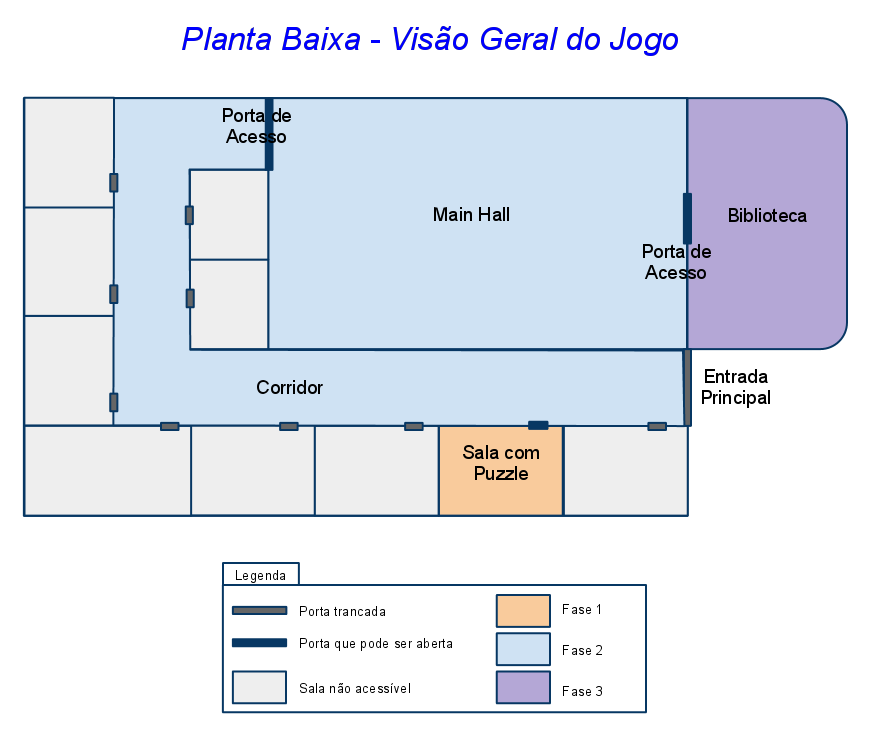 Planta Baixa - Visão Geral do Jogo
Porta de
Acesso
Main Hall
Biblioteca
Porta de
Acesso
Corridor
Entrada
Principal
Sala com
Puzzle
Legenda
Porta trancada
Fase 1
Porta que pode ser aberta
Fase 2
Sala não acessível
Fase 3